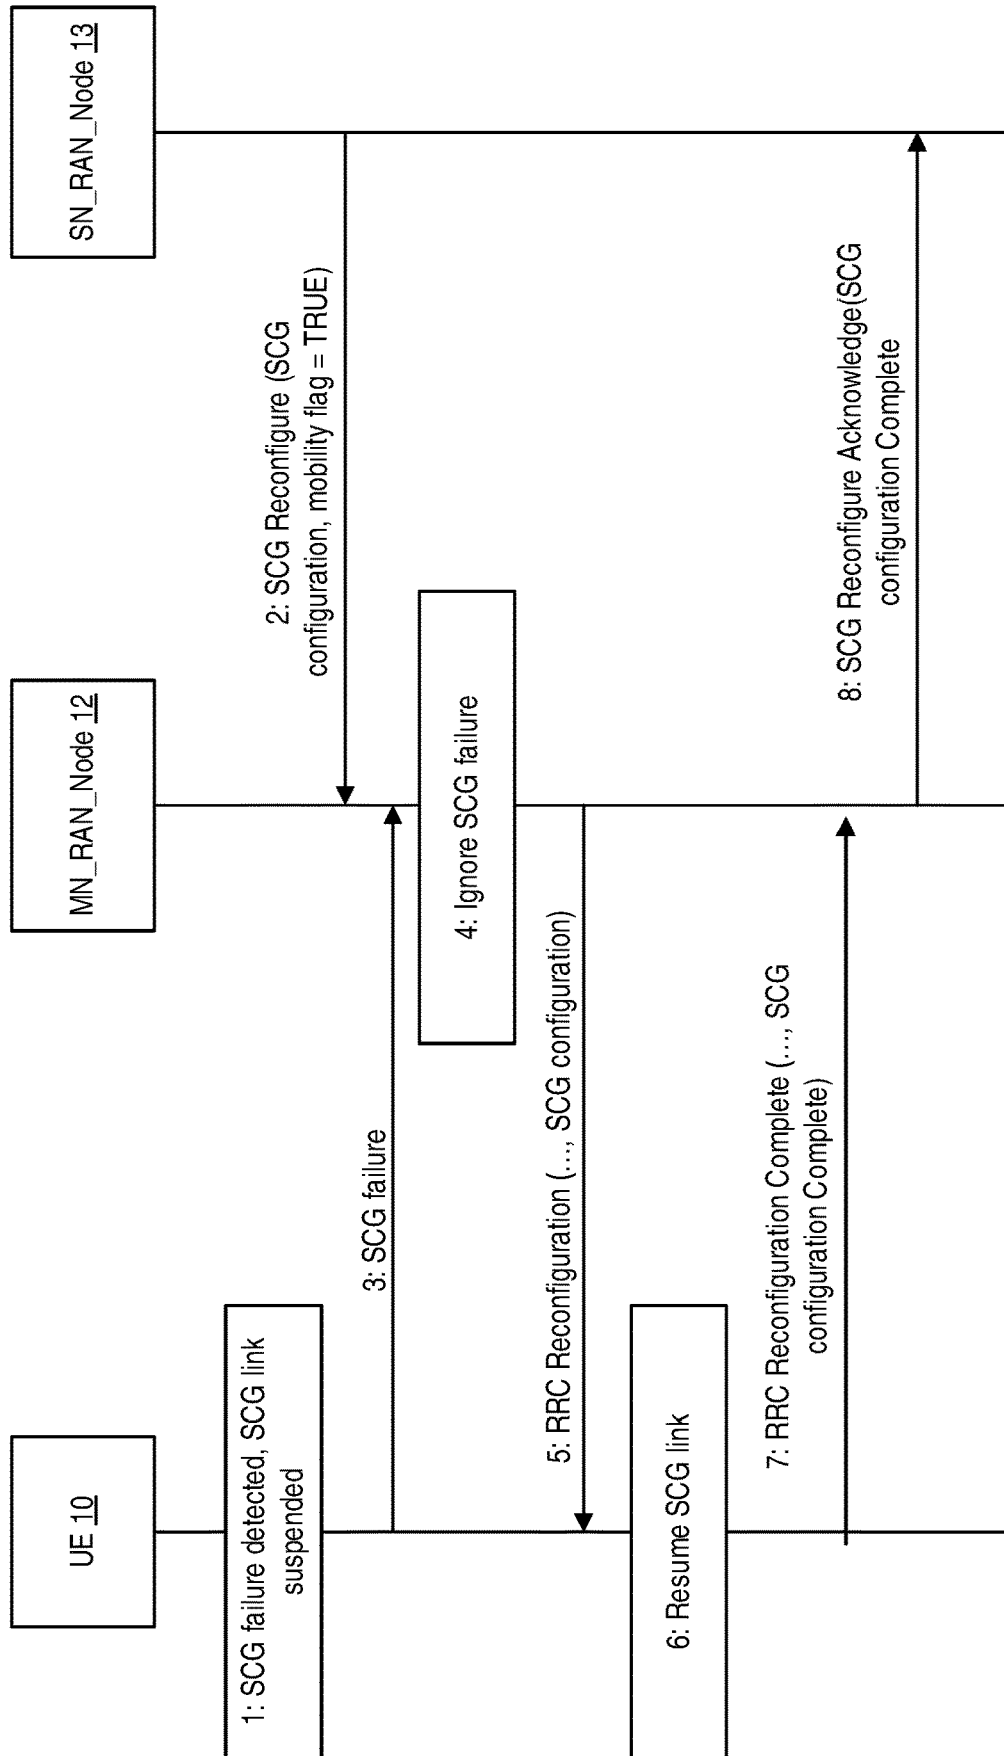 UE 10
MN_RAN_Node 12
SN_RAN_Node 13
1: SCG failure detected, SCG link
suspended
2: SCG Reconfigure (SCG
configuration, mobility flag = TRUE)
3: SCG failure
4: Ignore SCG failure
5: RRC Reconfiguration (..., SCG configuration)
6: Resume SCG link
7: RRC Reconfiguration Complete (..., SCG
configuration Complete)
8: SCG Reconfigure Acknowledge(SCG
configuration Complete